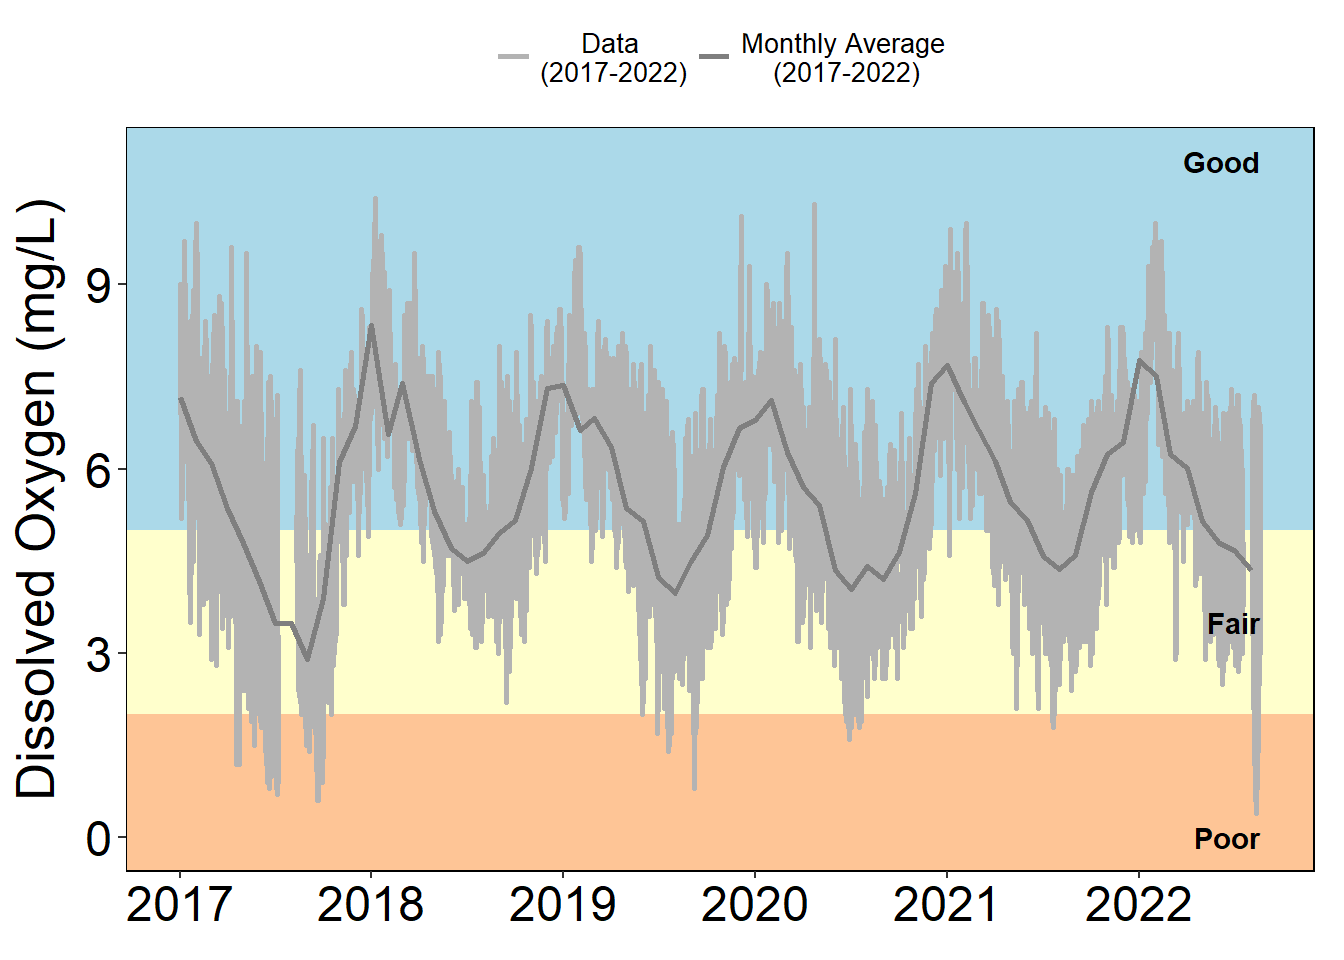 Data
(2017-2022)
Monthly Average
(2017-2022)
Dissolved Oxygen (mg/L)
9
6
3
0
Good
Fair
Poor
2017
2018
2019
2020
2021
2022